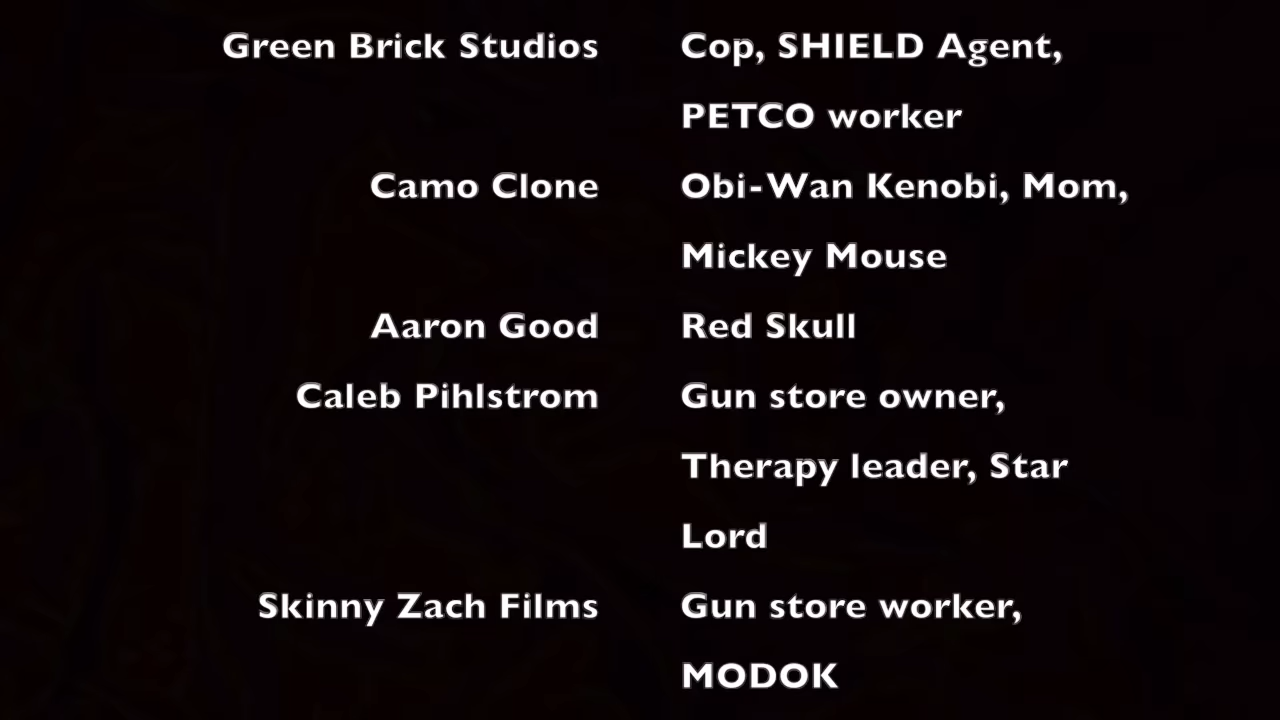 Green Brick Studios Cop, SHIELD Agent,
PETCO worker
Camo Clone Obi-Wan Kenobi, Mom,
Mickey Mouse
Aaron Good Red Skull
Caleb Pihlstrom Gun store owner,
Therapy leader, Star
Lord
Skinny Zach Films Gun store worker,
MODOK